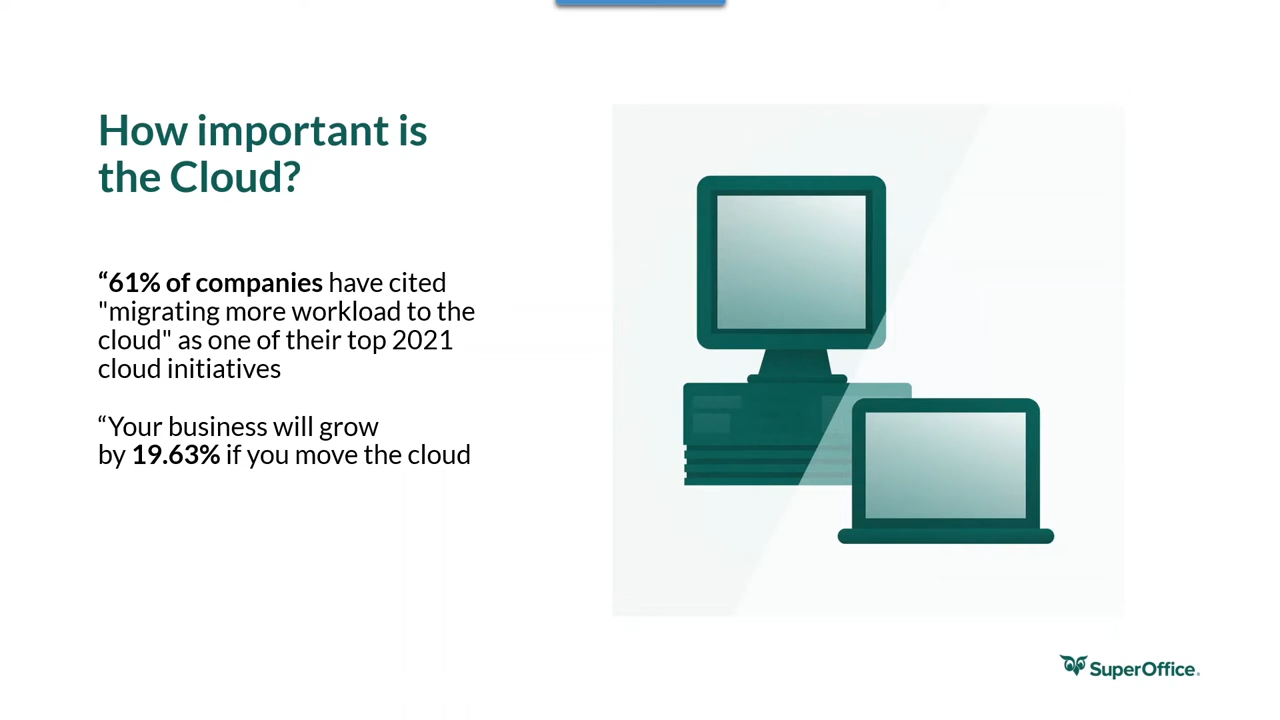 How important is
the Cloud?
“61% of companies have cited
"migrating more workload to the
cloud" as one of their top 2021
cloud initiatives
“Your business will grow
by 19.63% if you move the cloud
SuperOffice.